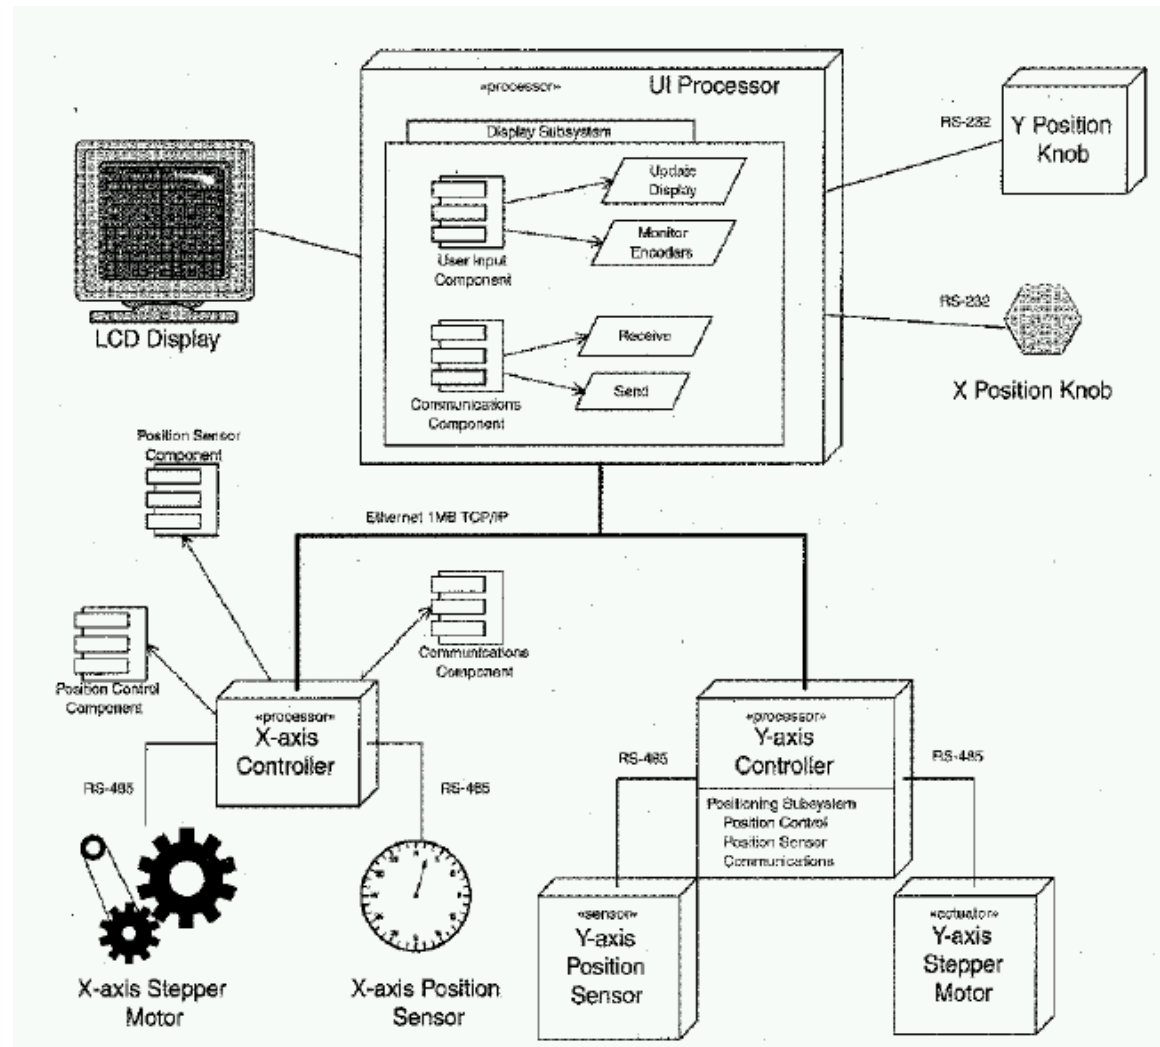 «processor»
UI Processor
Display Subsystem
Update
Display
Monitor
Encoders
User Input
Component
Receive
Send
Communications
Component
RS-232
Y Position
Knob
RS-232
X Position Knob
LCD Display
Position Sensor
Component
Ethernet 1MB TCP/IP
Communications
Component
Position Control
Component
«processor»
X-axis
Controller
RS-485
RS-485
X-axis Stepper
Motor
X-axis Position
Sensor
«processor»
Y-axis
Controller
RS-485
RS-485
Positioning Subsystem
Position Control
Position Sensor
Communications
«sensor»
Y-axis
Position
Sensor
«actuator»
Y-axis
Stepper
Motor